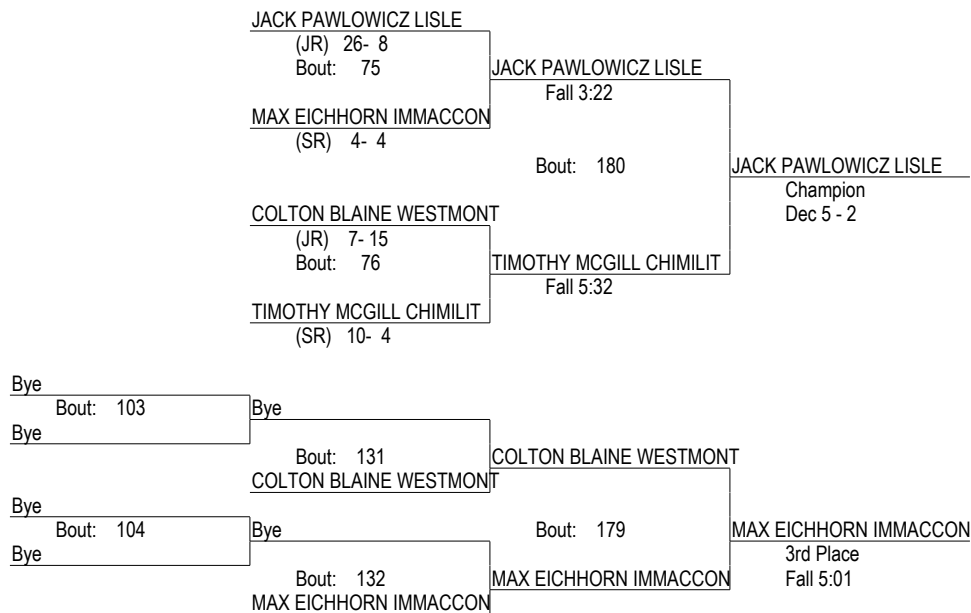 JACK PAWLOWICZ LISLE
(JR) 26- 8
Bout: 75
JACK PAWLOWICZ LISLE
Fall 3:22
MAX EICHHORN IMMACCON
(SR) 4- 4
Bout: 180
JACK PAWLOWICZ LISLE
Champion
Dec 5 - 2
COLTON BLAINE WESTMONT
(JR) 7- 15
Bout: 76
TIMOTHY MCGILL CHIMILIT
Fall 5:32
TIMOTHY MCGILL CHIMILIT
(SR) 10- 4
Bye
Bout: 103
Bye
Bye
Bout: 131
COLTON BLAINE WESTMONT
COLTON BLAINE WESTMONT
Bye
Bout: 104
Bye
Bye
Bout: 179
MAX EICHHORN IMMACCON
3rd Place
Fall 5:01
Bout: 132
MAX EICHHORN IMMACCON
MAX EICHHORN IMMACCON